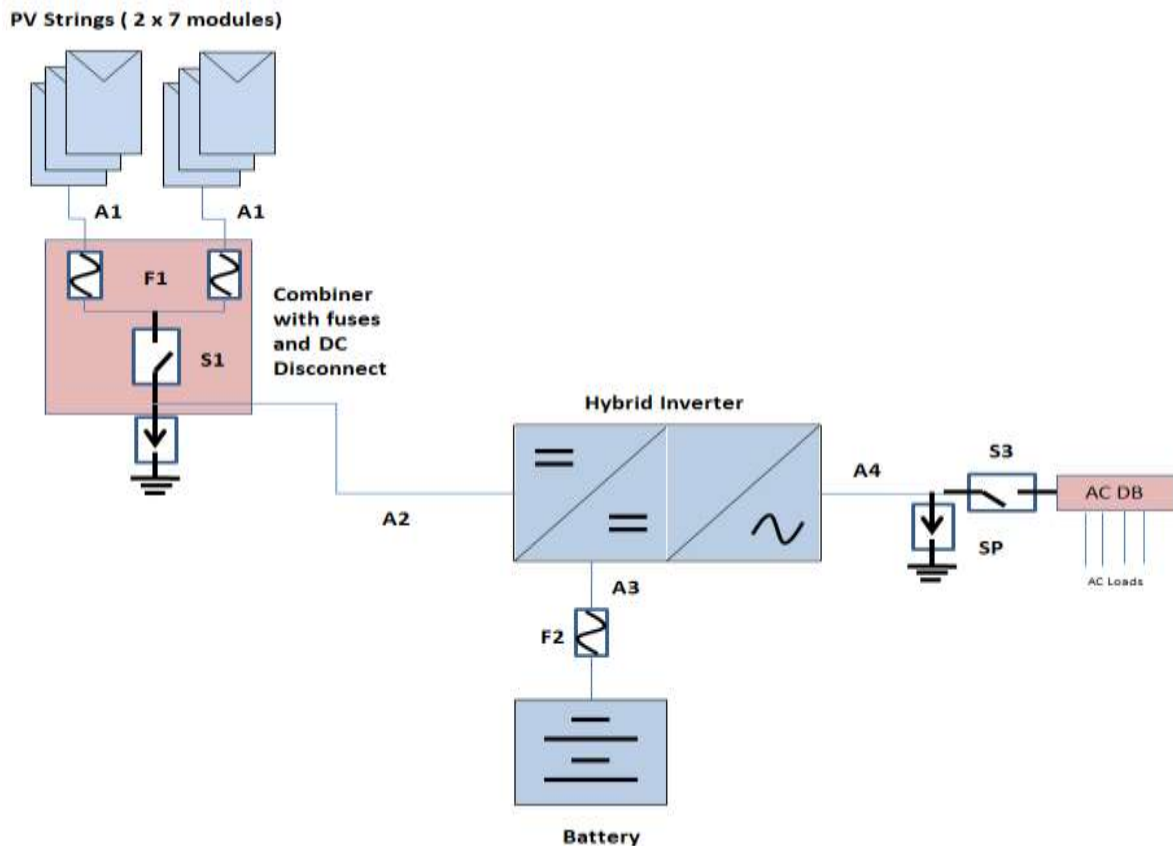 PV Strings ( 2 x 7 modules)
A1
A1
F1
Combiner
with fuses
and DC
Disconnect
S1
Hybrid Inverter
A2
A4
S3
AC DB
SP
AC Loads
A3
F2
Battery